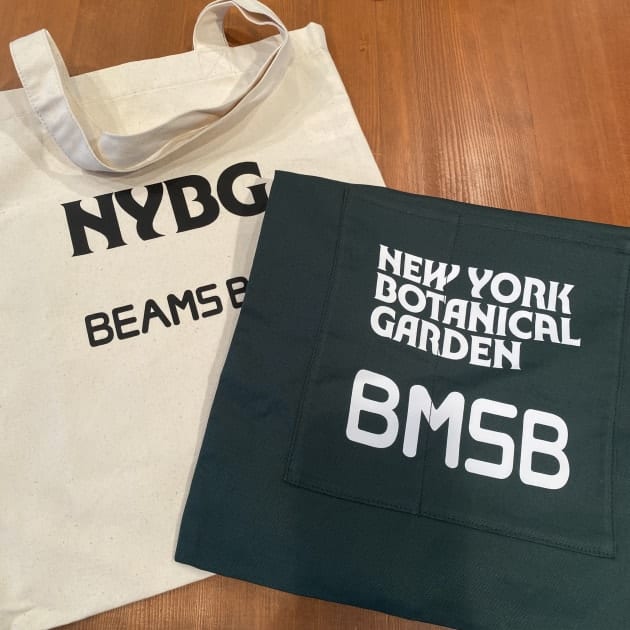 NYBG
BEAMS B
NEW YORK
BOTANICAL
GARDEN
BMSB